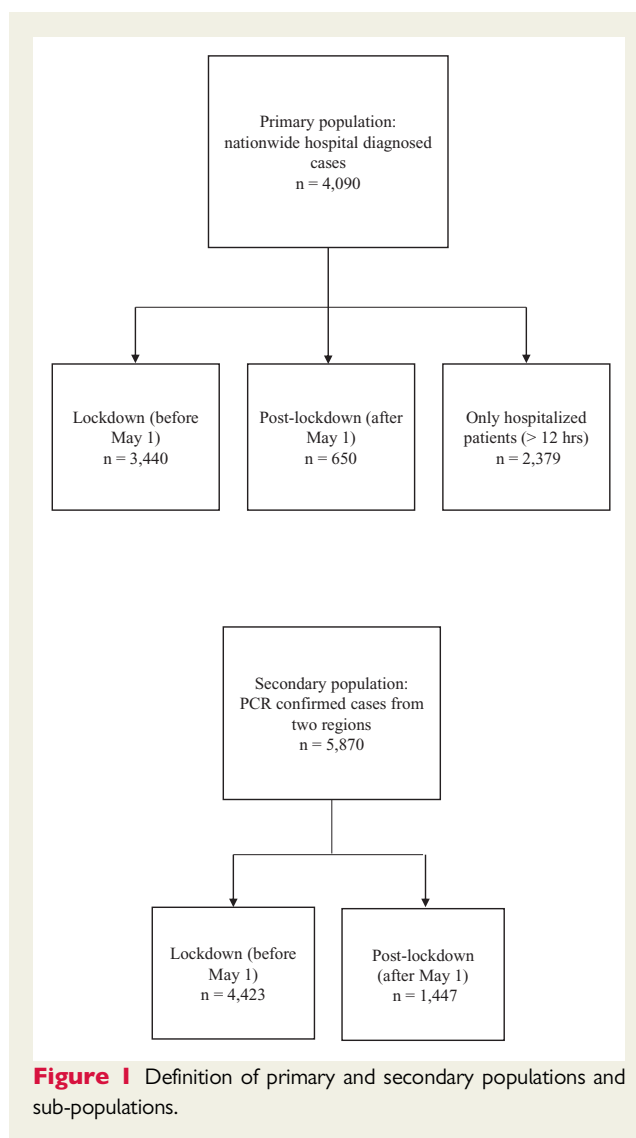 Primary population:
nationwide hospital diagnosed
cases
n = 4,090
Lockdown (before
May 1)
n = 3,440
Post-lockdown (after
May 1)
n = 650
Only hospitalized
patients (> 12 hrs)
n = 2,379
Secondary population:
PCR confirmed cases from
two regions
n = 5,870
Lockdown (before
May 1)
n = 4,423
Post-lockdown
(after May 1)
n = 1,447
Figure 1 Definition of primary and secondary populations and
sub-populations.